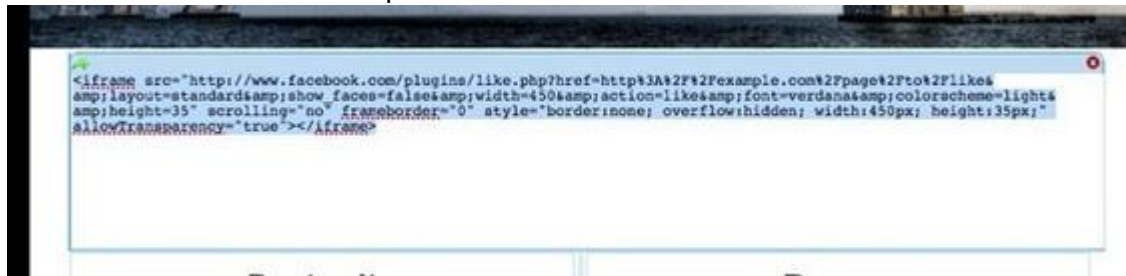 <iframe src="http://www.facebook.com/plugins/like.php?href=http%3A%2F%2Fexample.com%2Fpage%2Fto%2Flike&
amp;layout=standard&amp;show_faces=false&amp;width=450&amp;action=like&amp;font=verdana&amp;colorscheme=light&
amp;height=35" scrolling="no" frameborder="0" style="border:none; overflow:hidden; width:450px; height:35px;"
allowTransparency="true"></iframe>